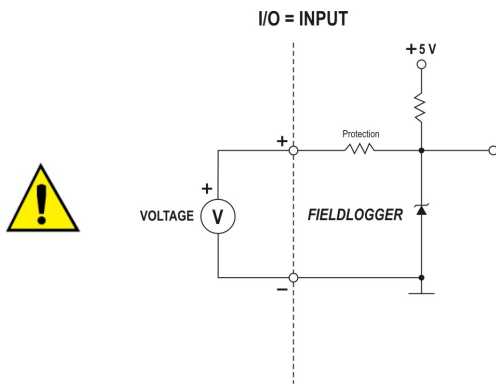 I/O = INPUT
+5 V
Protection
+
+
VOLTAGE
V
FIELDLOGGER
−
!